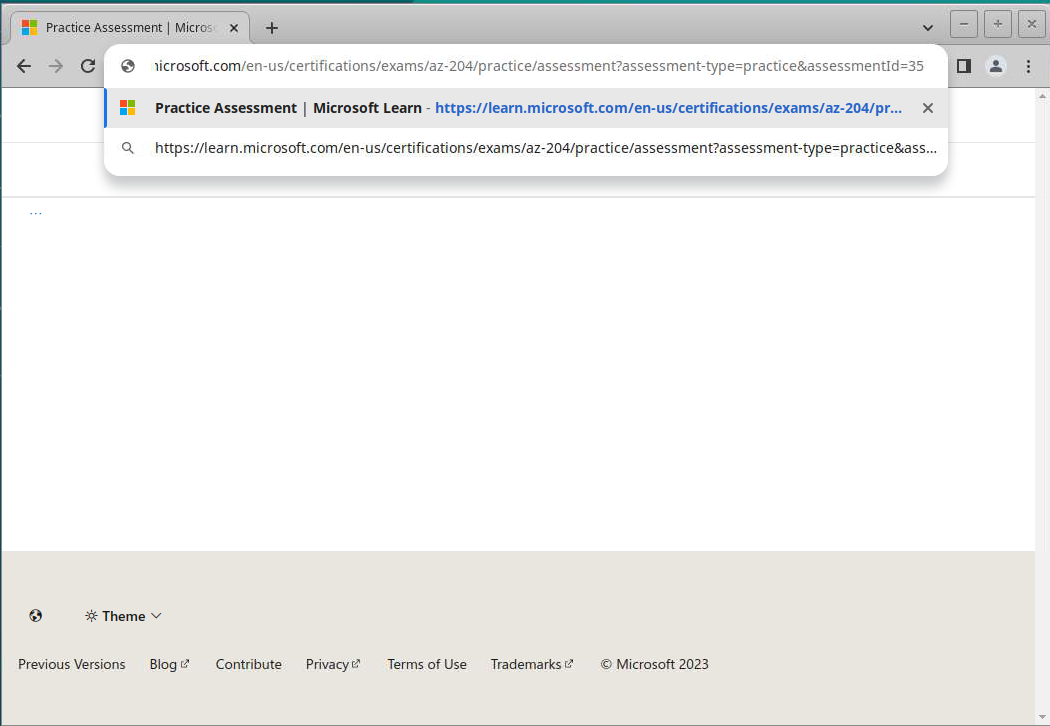 Practice Assessment | Micros
nicrosoft.com/en-us/certifications/exams/az-204/practice/assessment?assessment-type=practice&assessmentId=35
Practice Assessment | Microsoft Learn - https://learn.microsoft.com/en-us/certifications/exams/az-204/pr...
https://learn.microsoft.com/en-us/certifications/exams/az-204/practice/assessment?assessment-type=practice&ass...
...
Theme
Previous Versions Blog Contribute Privacy Terms of Use Trademarks © Microsoft 2023